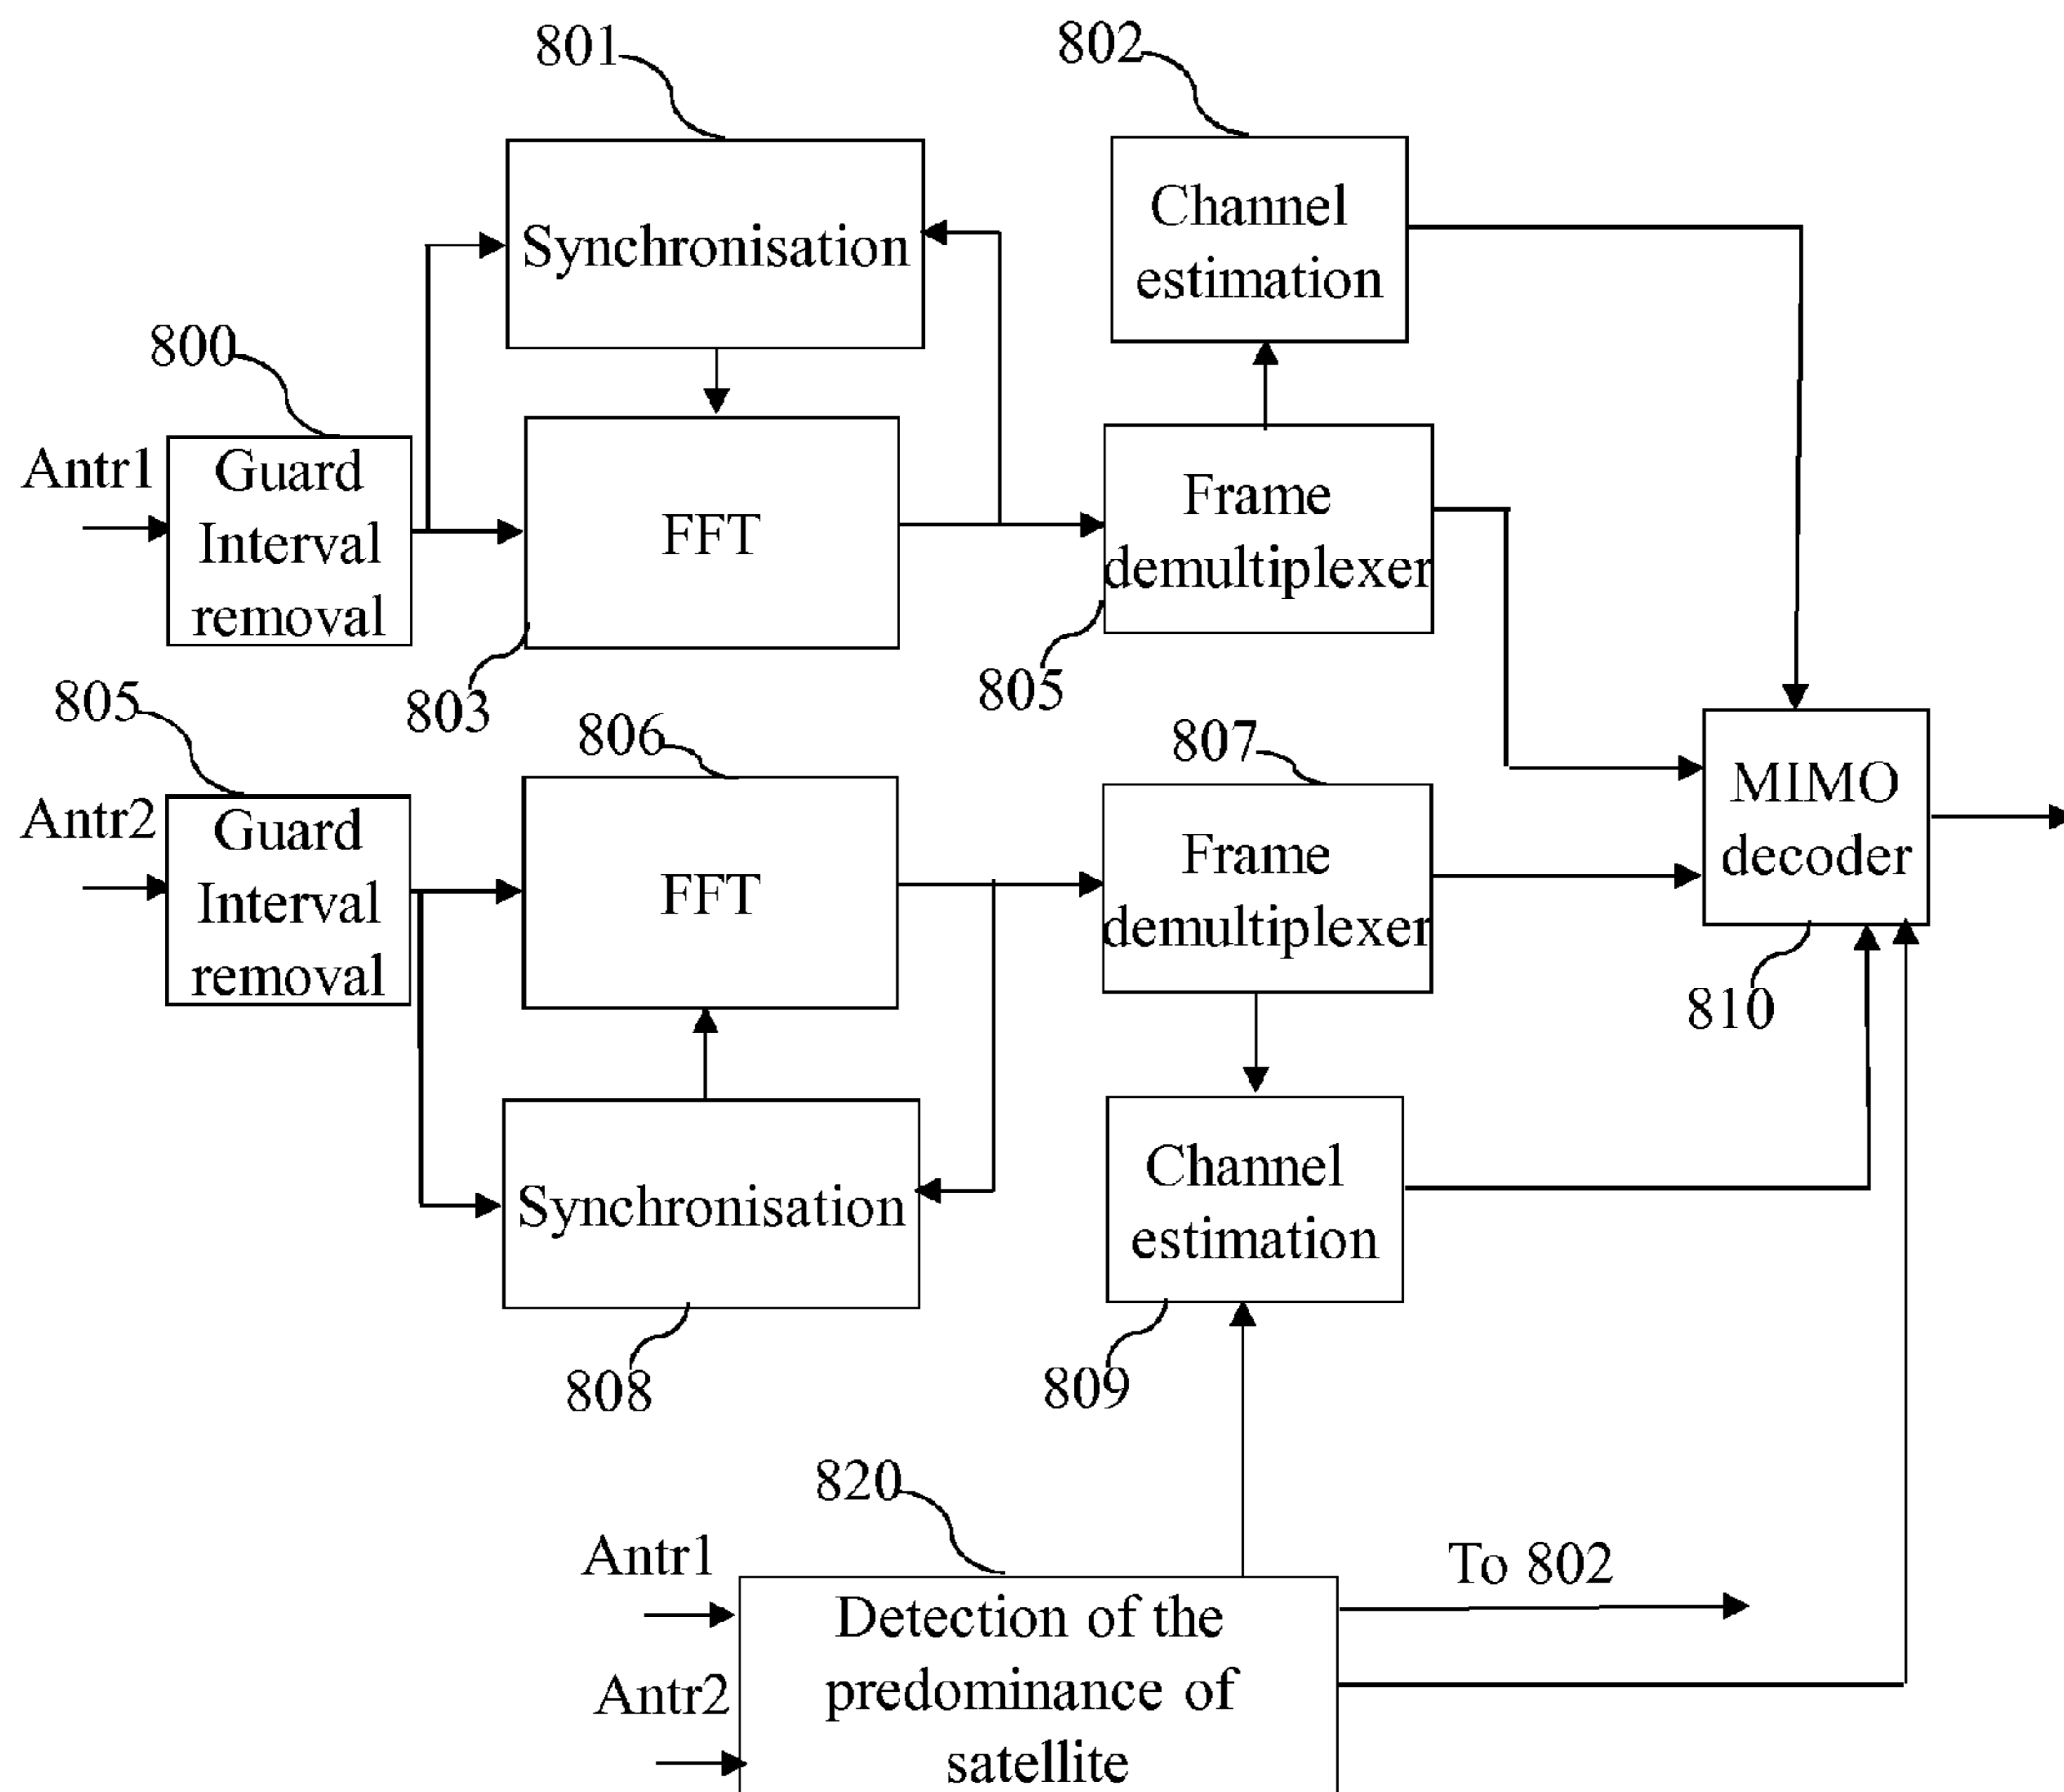 801
802
Synchronisation
Channel
estimation
800
Antr1
Guard
Interval
removal
FFT
Frame
demultiplexer
803
805
805
806
807
Antr2
Guard
Interval
removal
FFT
Frame
demultiplexer
MIMO
decoder
810
Synchronisation
Channel
estimation
808
809
820
Antr1
Antr2
Detection of the
predominance of
satellite
To 802